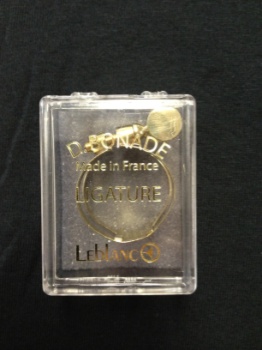 D. BONADE
Made in France
LIGATURE
LEBLANC